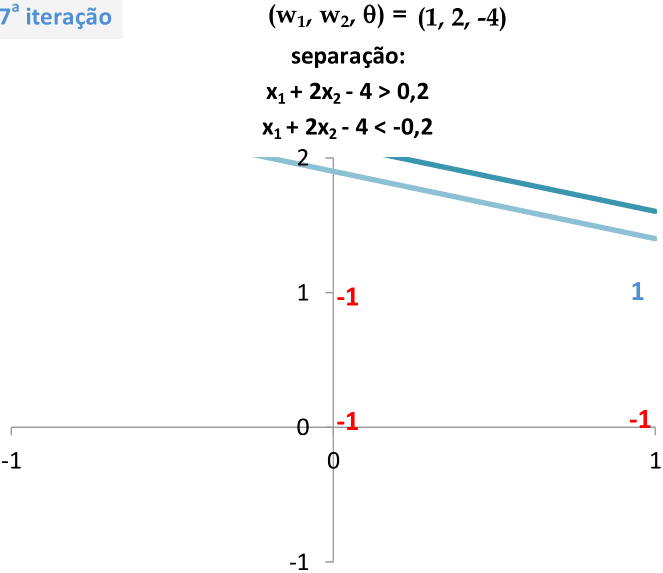 7ª iteração
(w₁, w₂, θ) = (1, 2, -4)
separação:
x₁ + 2x₂ - 4 > 0,2
x₁ + 2x₂ - 4 < -0,2
2
1
-1
1
0
-1
-1
-1
0
1
-1